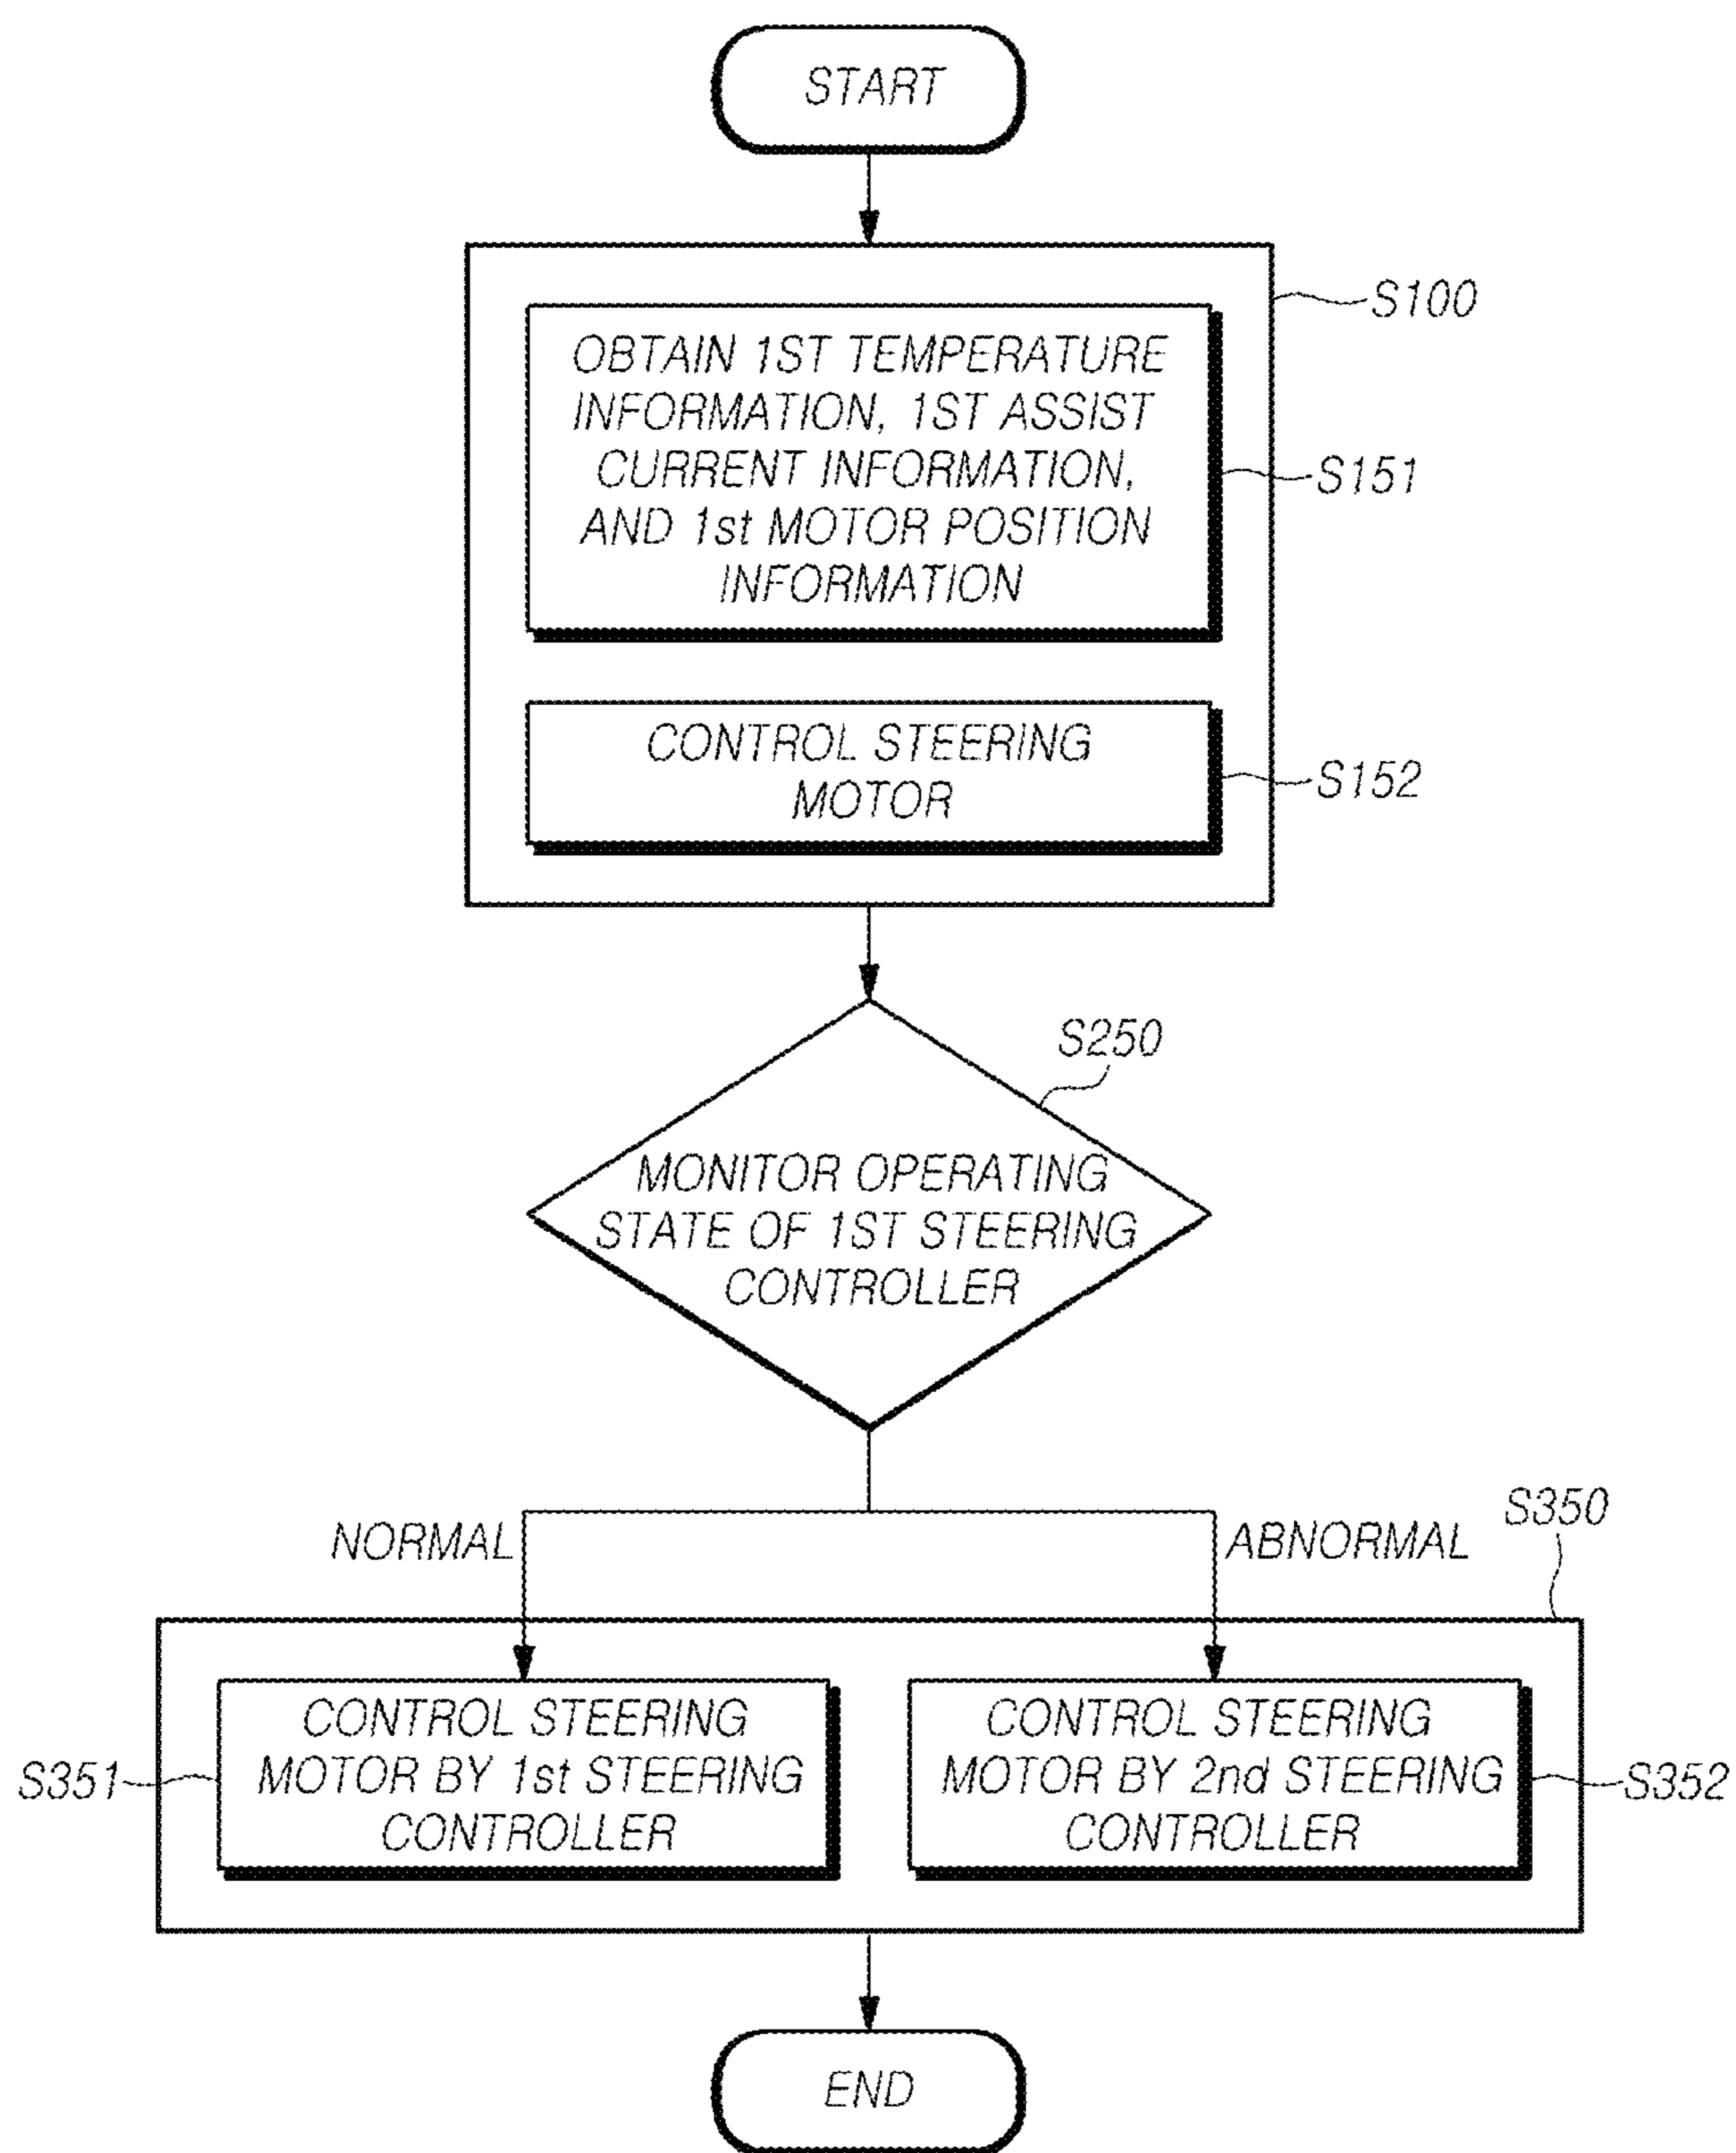 START
S100
OBTAIN 1ST TEMPERATURE
INFORMATION, 1ST ASSIST
CURRENT INFORMATION,
AND 1st MOTOR POSITION
INFORMATION
S151
CONTROL STEERING
MOTOR
S152
S250
MONITOR OPERATING
STATE OF 1ST STEERING
CONTROLLER
NORMAL
ABNORMAL
S350
S351
CONTROL STEERING
MOTOR BY 1st STEERING
CONTROLLER
CONTROL STEERING
MOTOR BY 2nd STEERING
CONTROLLER
S352
END